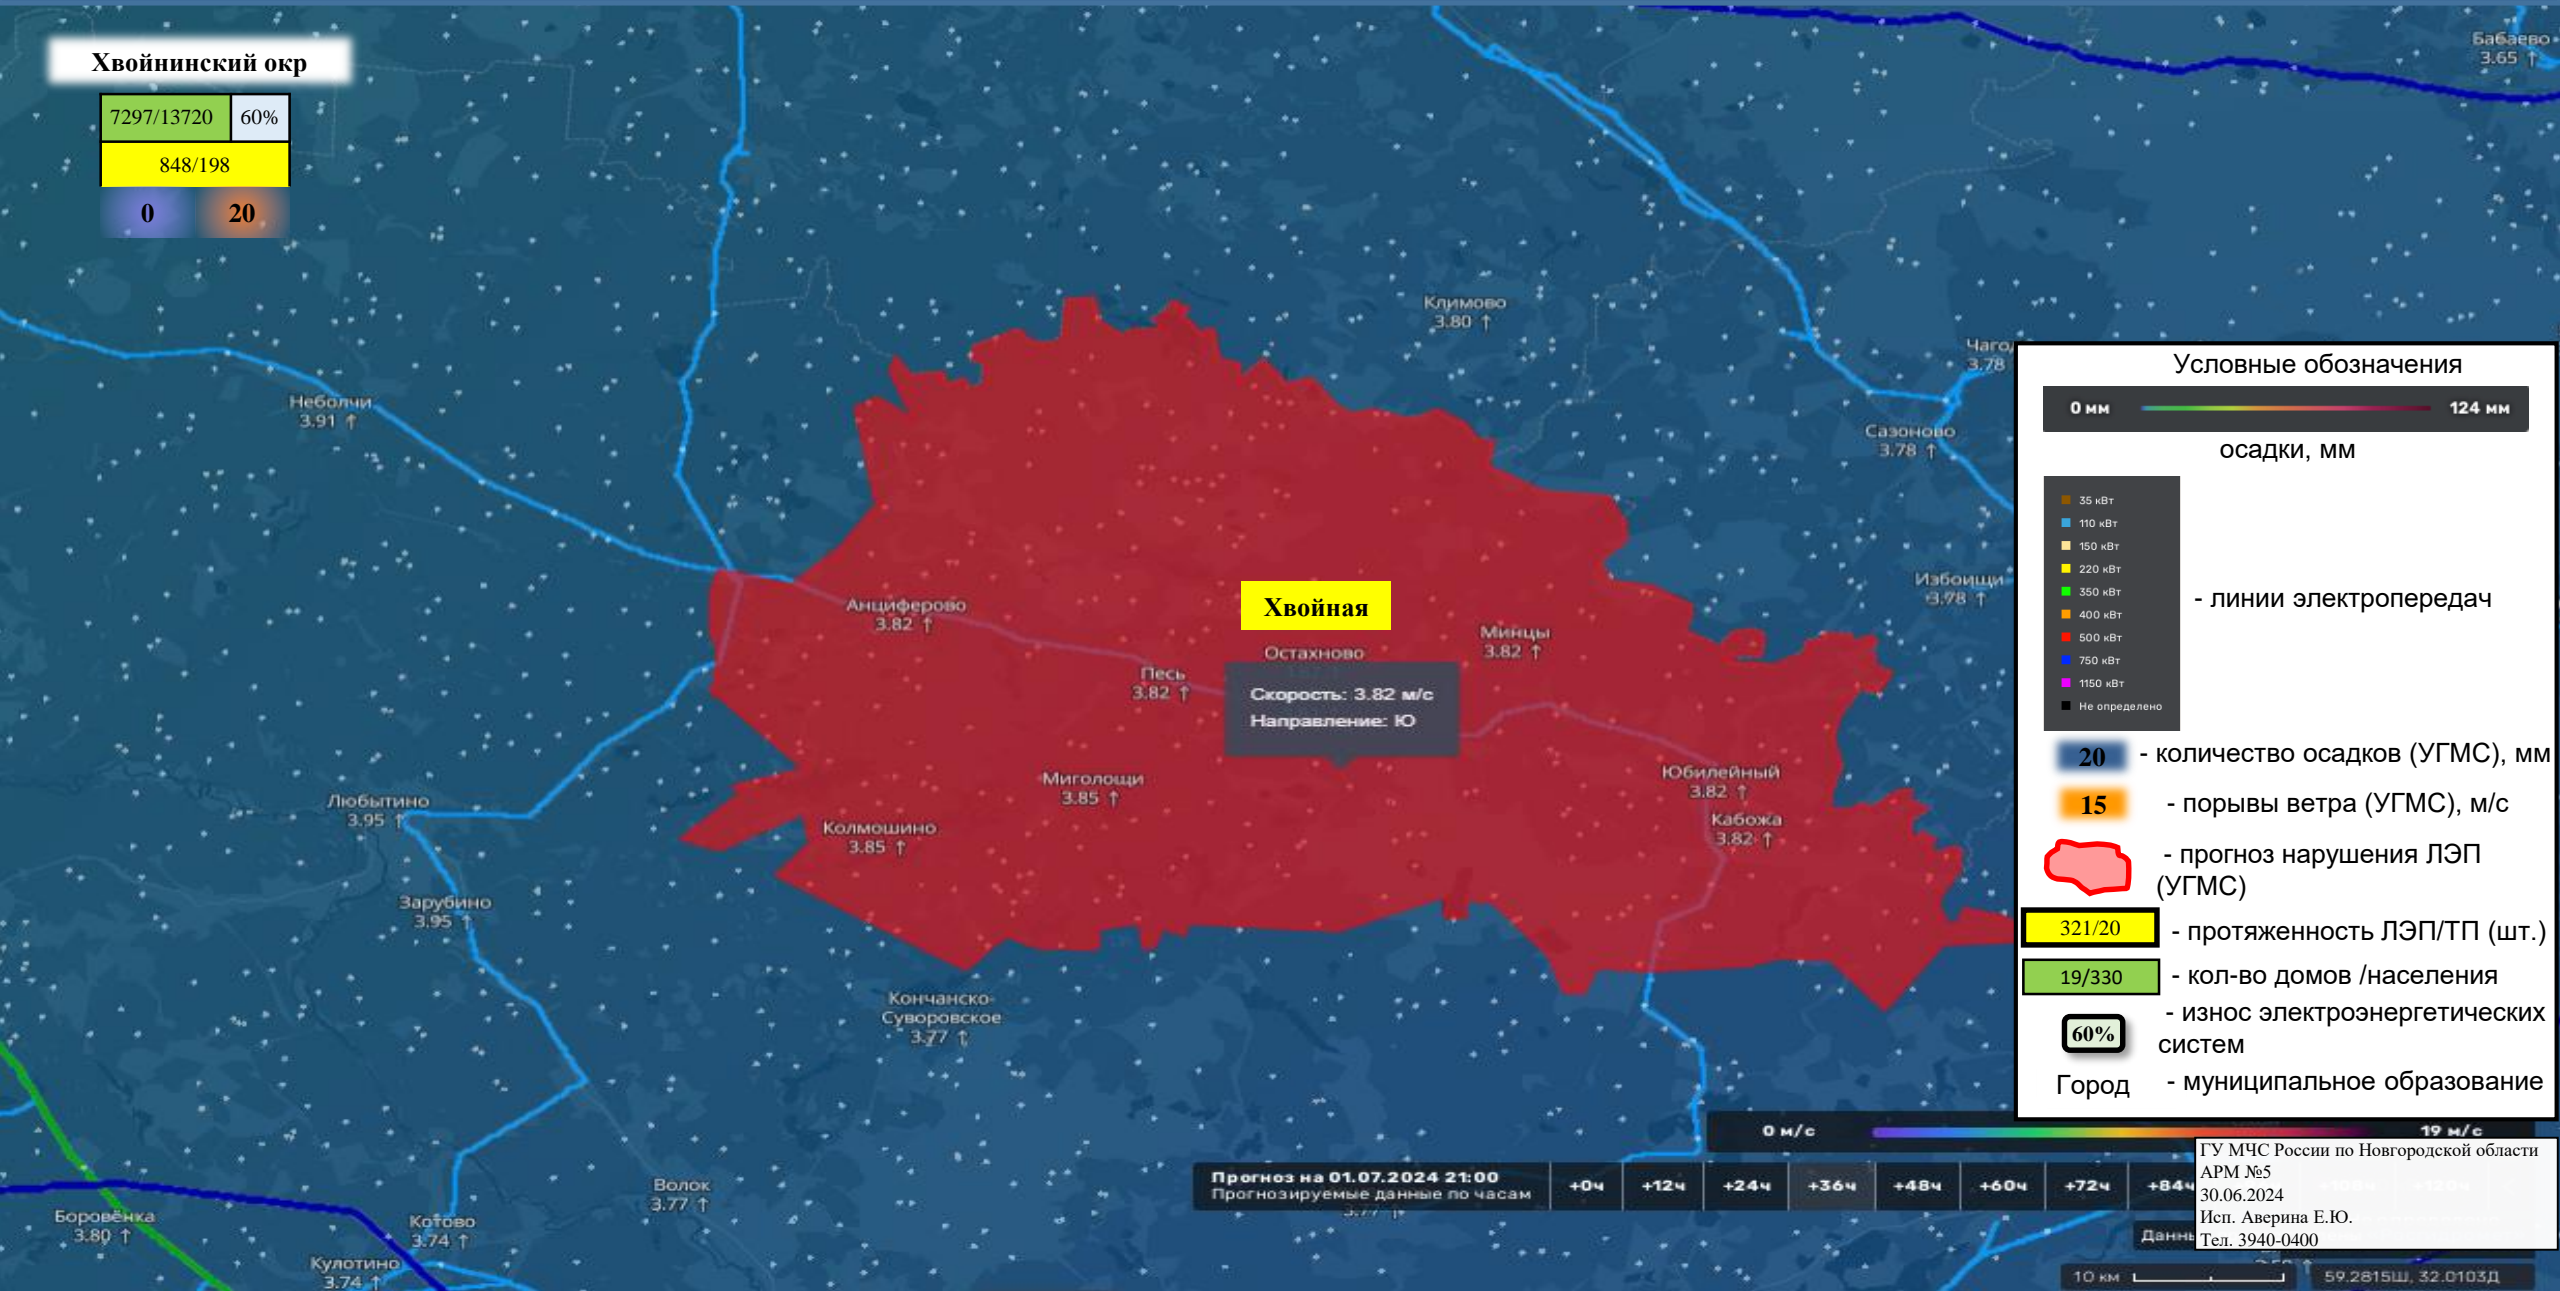 Хвойнинский окр
7297/13720 60%
848/198
0 20
Бабаево
3.65 ↑
Климово
3.80 ↑
Неболчи
3.91 ↑
Сазоново
3.78 ↑
3.78
Избоищи
3.78 ↑
Анциферово
3.82 ↑
Хвойная
Остахново
Минцы
3.82 ↑
Песь
3.82 ↑
Скорость: 3.82 м/с
Направление: Ю
Миголощи
3.85 ↑
Юбилейный
3.82 ↑
Любытино
3.95 ↑
Колмошино
3.85 ↑
Кабожа
3.82 ↑
Зарубино
3.95 ↑
Кончанско-
Суворовское
3.77 ↑
Волок
3.77 ↑
Боровёнка
3.80 ↑
Котово
3.74 ↑
Кулотино
3.74 ↑
3.77 ↑
Условные обозначения
0 мм 124 мм
осадки, мм
35 кВт
110 кВт
150 кВт
220 кВт
350 кВт
400 кВт
500 кВт
750 кВт
1150 кВт
Не определено
- линии электропередач
20 - количество осадков (УГМС), мм
15 - порывы ветра (УГМС), м/с
- прогноз нарушения ЛЭП
(УГМС)
321/20 - протяженность ЛЭП/ТП (шт.)
19/330 - кол-во домов /населения
60% - износ электроэнергетических
систем
Город - муниципальное образование
0 м/с 19 м/с
Прогноз на 01.07.2024 21:00
Прогнозируемые данные по часам
+0ч +12ч +24ч +36ч +48ч +60ч +72ч +84ч
ГУ МЧС России по Новгородской области
АРМ №5
30.06.2024
Исп. Аверина Е.Ю.
Тел. 3940-0400
10 км
59.2815Ш, 32.0103Д